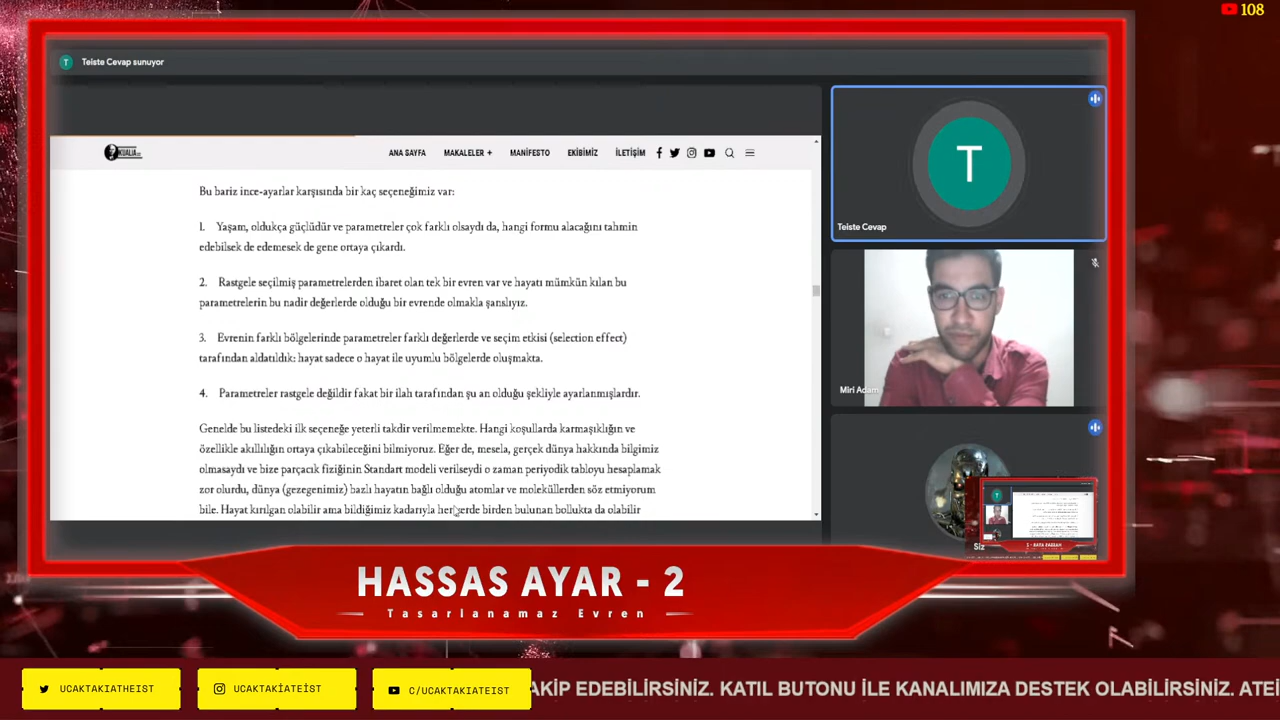 108
T
Teiste Cevap sunuyor
KUALIA
ANA SAYFA MAKALELER + MANİFESTO EKİBİMİZ İLETİŞİM
Bu bariz ince-ayarlar karşısında bir kaç seçeneğimiz var:
1. Yaşam, oldukça güçlüdür ve parametreler çok farklı olsaydı da, hangi formu alacağını tahmin
edebilsek de edemesek de gene ortaya çıkardı.
2. Rastgele seçilmiş parametrelerden ibaret olan tek bir evren var ve hayatı mümkün kılan bu
parametrelerin bu nadir değerlerde olduğu bir evrende olmakla şanslıyız.
3. Evrenin farklı bölgelerinde parametreler farklı değerlerde ve seçim etkisi (selection effect)
tarafından aldatıldık: hayat sadece o hayat ile uyumlu bölgelerde oluşmakta.
4. Parametreler rastgele değildir fakat bir ilah tarafından şu an olduğu şekliyle ayarlanmışlardır.
Genelde bu listedeki ilk seçeneğe yeterli takdir verilmemekte. Hangi koşullarda karmaşıklığın ve
özellikle akıllılığın ortaya çıkabileceğini bilmiyoruz. Eğer de, mesela, gerçek dünya hakkında bilgimiz
olmasaydı ve bize parçacık fiziğinin Standart modeli verilseydi o zaman periyodik tabloyu hesaplamak
zor olurdu, dünya (gezegenimiz) bazlı hayatın bağlı olduğu atomlar ve moleküllerden söz etmiyorum
bile. Hayat kırılgan olabilir ama bildiğimiz kadarıyla herherde birden bulunan bollukta da olabilir
T
Teiste Cevap
Miri Adam
Siz
HASSAS AYAR - 2
Tasarlanamaz Evren
UCAKTAKIATHEIST
UCAKTAKİATEİST
C/UCAKTAKIATEIST
AKİP EDEBİLİRSİNİZ. KATIL BUTONU İLE KANALIMIZA DESTEK OLABİLİRSİNİZ. ATEİ